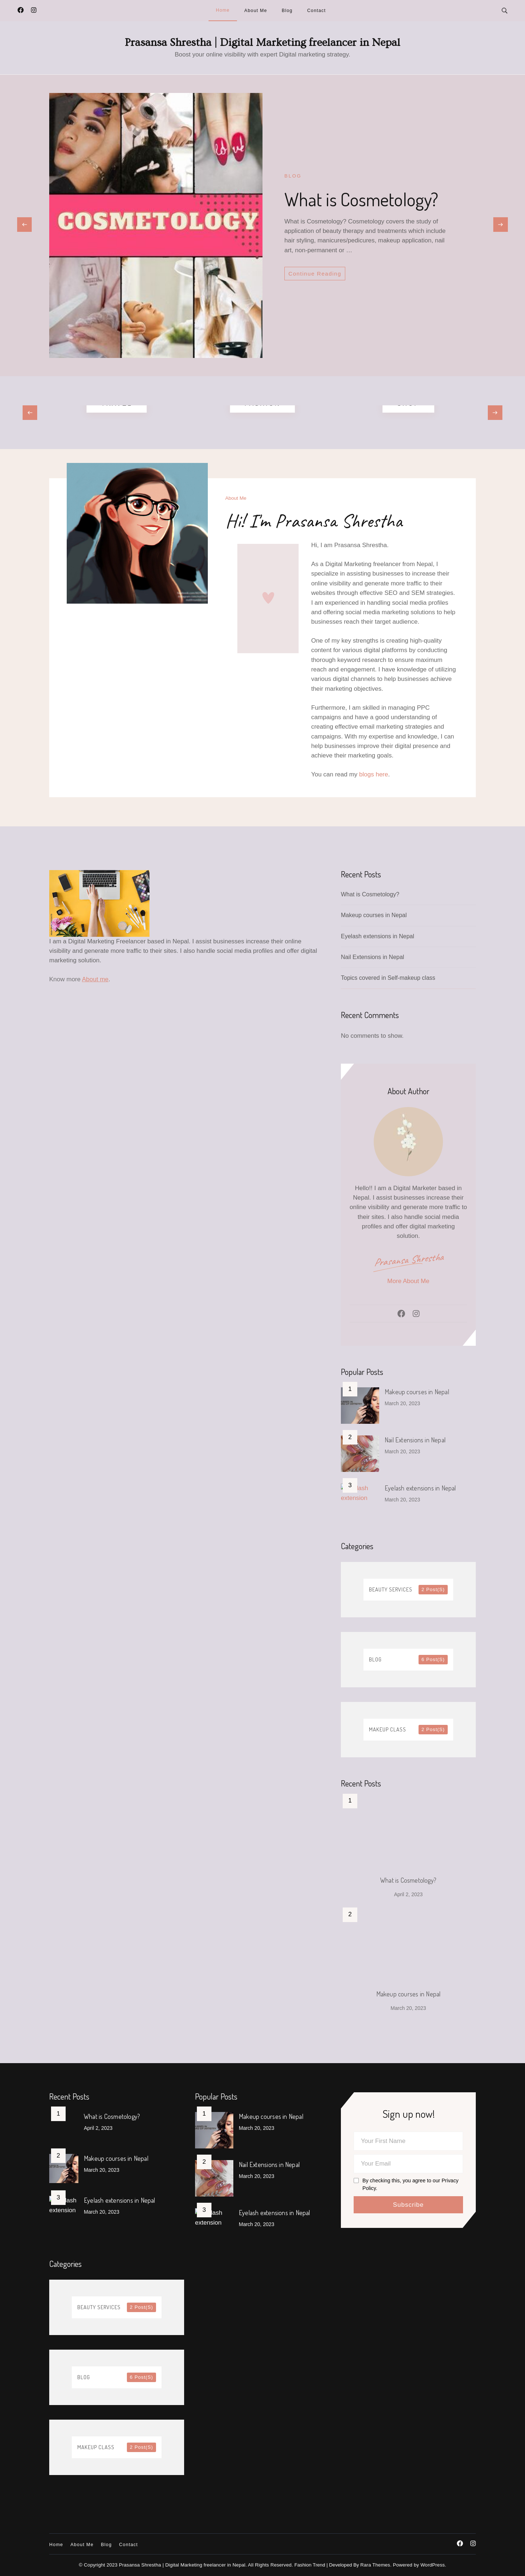 Home
About Me
Blog
Contact
Prasansa Shrestha | Digital Marketing freelancer in Nepal
Boost your online visibility with expert Digital marketing strategy.
COSMETOLOGY
BLOG
What is Cosmetology?
What is Cosmetology? Cosmetology covers the study of
application of beauty therapy and treatments which include
hair styling, manicures/pedicures, makeup application, nail
art, non-permanent or …
Continue Reading
About Me
Hi! I'm Prasansa Shrestha
Hi, I am Prasansa Shrestha.
As a Digital Marketing freelancer from Nepal, I
specialize in assisting businesses to increase their
online visibility and generate more traffic to their
websites through effective SEO and SEM strategies.
I am experienced in handling social media profiles
and offering social media marketing solutions to help
businesses reach their target audience.
One of my key strengths is creating high-quality
content for various digital platforms by conducting
thorough keyword research to ensure maximum
reach and engagement. I have knowledge of utilizing
various digital channels to help businesses achieve
their marketing objectives.
Furthermore, I am skilled in managing PPC
campaigns and have a good understanding of
creating effective email marketing strategies and
campaigns. With my expertise and knowledge, I can
help businesses improve their digital presence and
achieve their marketing goals.
You can read my blogs here.
I am a Digital Marketing Freelancer based in Nepal. I assist businesses increase their online
visibility and generate more traffic to their sites. I also handle social media profiles and offer digital
marketing solution.
Know more About me.
Recent Posts
What is Cosmetology?
Makeup courses in Nepal
Eyelash extensions in Nepal
Nail Extensions in Nepal
Topics covered in Self-makeup class
Recent Comments
No comments to show.
About Author
Hello!! I am a Digital Marketer based in
Nepal. I assist businesses increase their
online visibility and generate more traffic to
their sites. I also handle social media
profiles and offer digital marketing
solution.
Prasansa Shrestha
More About Me
Popular Posts
1
Makeup courses in Nepal
March 20, 2023
2
Nail Extensions in Nepal
March 20, 2023
3
extension
Eyelash extensions in Nepal
March 20, 2023
Categories
BEAUTY SERVICES
BLOG
MAKEUP CLASS
Recent Posts
1
What is Cosmetology?
April 2, 2023
2
Makeup courses in Nepal
March 20, 2023
Recent Posts
1
What is Cosmetology?
April 2, 2023
2
Makeup courses in Nepal
March 20, 2023
3
extension
Eyelash extensions in Nepal
March 20, 2023
Categories
BEAUTY SERVICES
BLOG
MAKEUP CLASS
Popular Posts
1
Makeup courses in Nepal
March 20, 2023
2
Nail Extensions in Nepal
March 20, 2023
3
extension
Eyelash extensions in Nepal
March 20, 2023
Sign up now!
Your First Name
Your Email
By checking this, you agree to our Privacy
Policy.
Subscribe
Home
About Me
Blog
Contact
© Copyright 2023 Prasansa Shrestha | Digital Marketing freelancer in Nepal. All Rights Reserved. Fashion Trend | Developed By Rara Themes. Powered by WordPress.